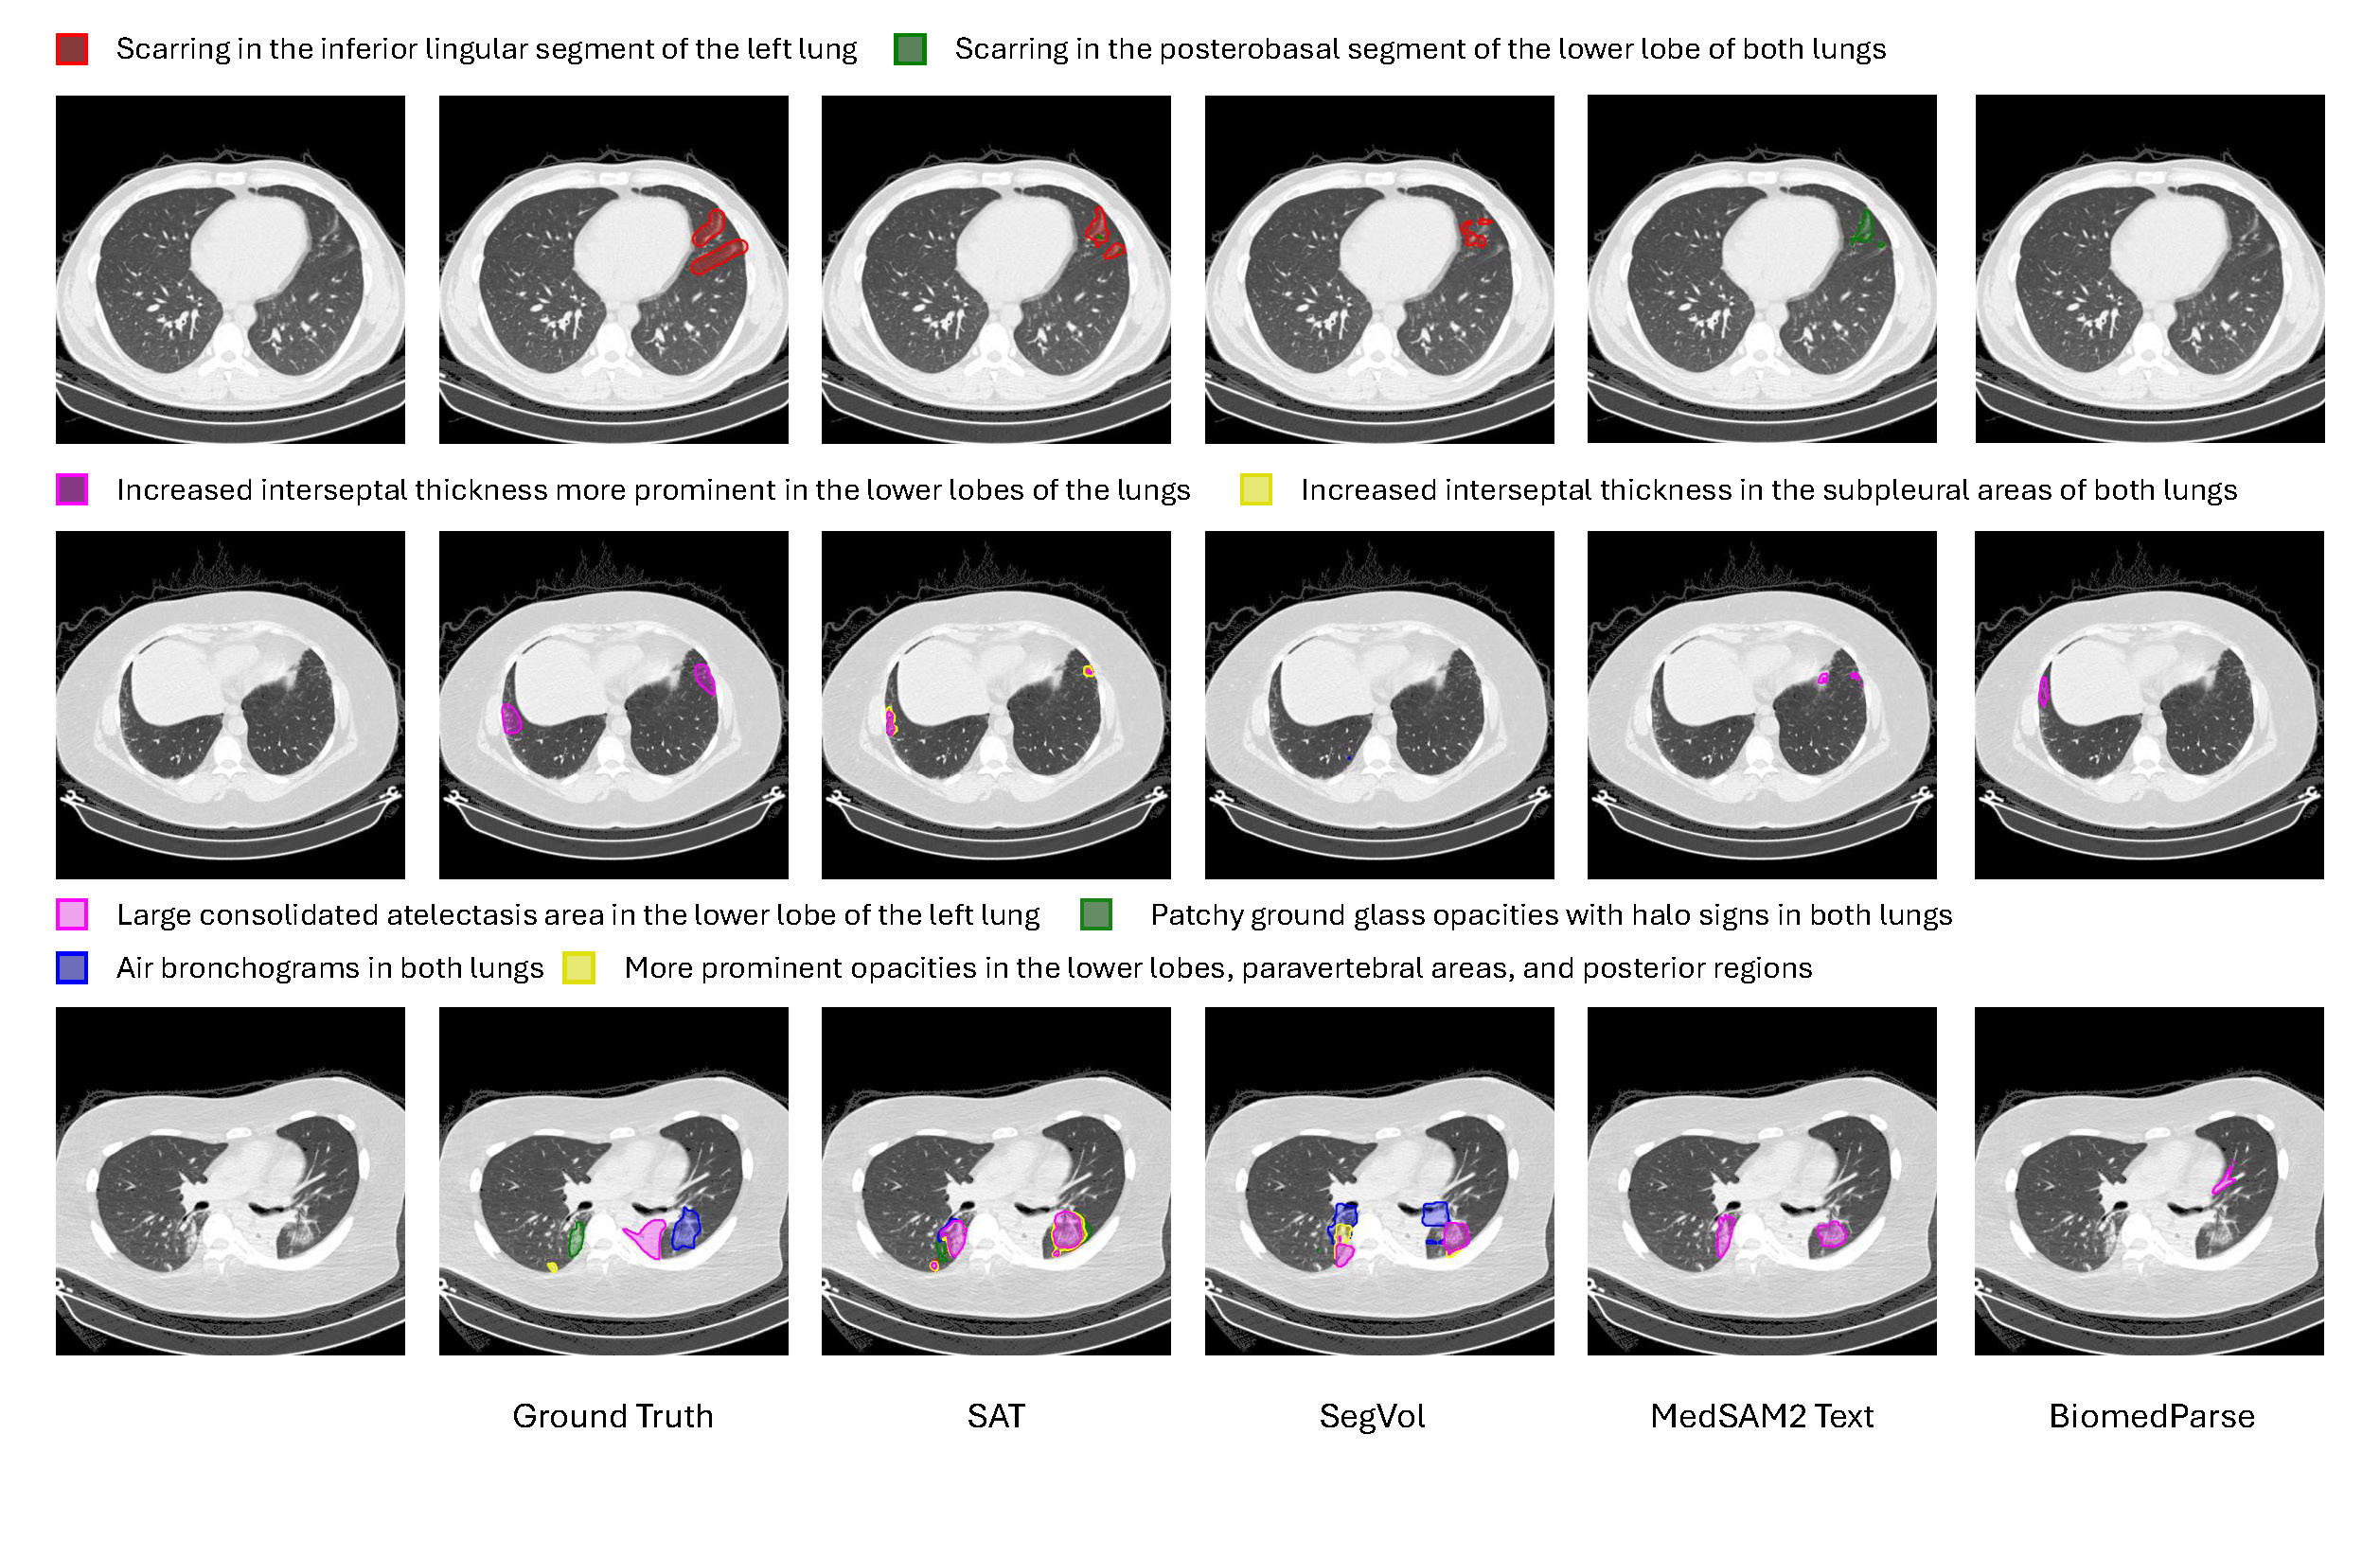 Scarring in the inferior lingular segment of the left lung Scarring in the posterobasal segment of the lower lobe of both lungs
Increased interseptal thickness more prominent in the lower lobes of the lungs Increased interseptal thickness in the subpleural areas of both lungs
Large consolidated atelectasis area in the lower lobe of the left lung Patchy ground glass opacities with halo signs in both lungs
Air bronchograms in both lungs More prominent opacities in the lower lobes, paravertebral areas, and posterior regions
Ground Truth SAT SegVol MedSAM2 Text BiomedParse